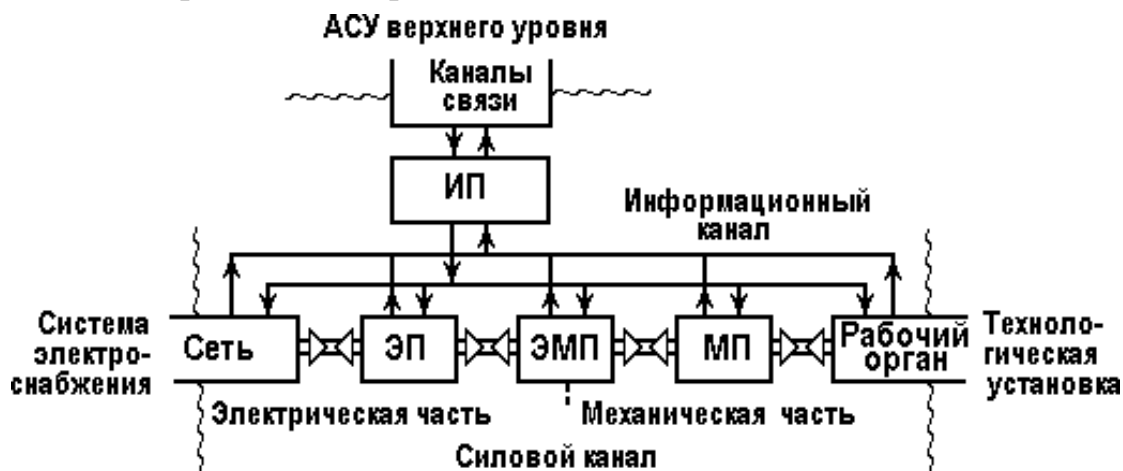 АСУ верхнего уровня
Каналы
связи
ИП
Информационный
канал
Система
электро-
снабжения
Сеть
ЭП
ЭМП
МП
Рабочий
орган
Техноло-
гическая
установка
Электрическая часть
Механическая часть
Силовой канал